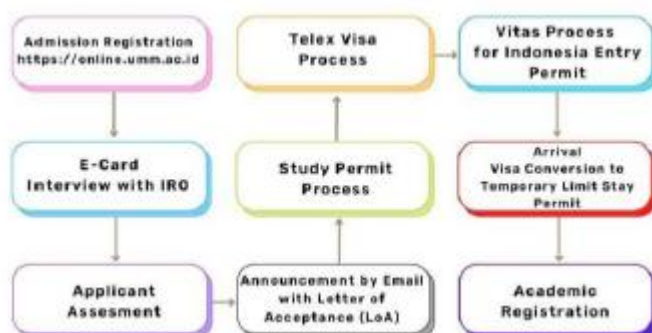 Admission Registration
https://online.umm.ac.id
E-Card
Interview with IRO
Applicant
Assesment
Announcement by Email
with Letter of
Acceptance (LoA)
Study Permit
Process
Telex Visa
Process
Vitas Process
for Indonesia Entry
Permit
Arrival
Visa Conversion to
Temporary Limit Stay
Permit
Academic
Registration